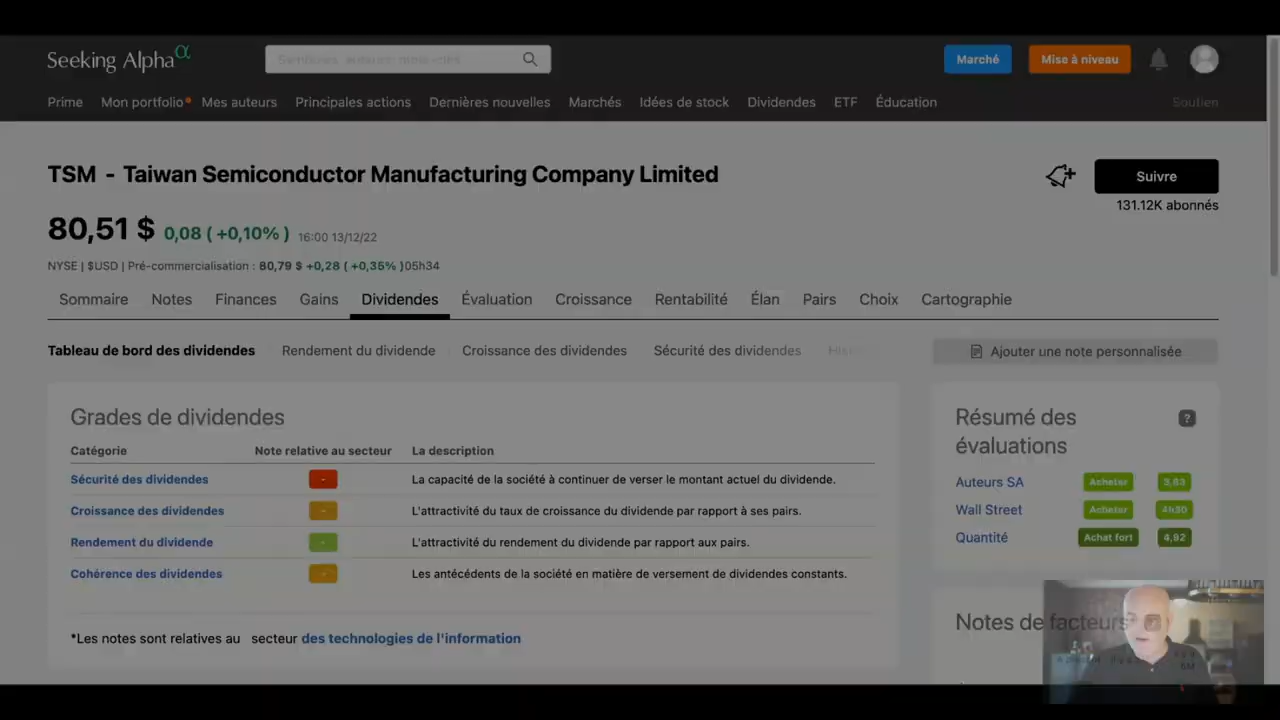 Seeking Alpha α
Marché
Mise à niveau
Prime Mon portfolio Mes auteurs Principales actions Dernières nouvelles Marchés Idées de stock Dividendes ETF Éducation Soutien
TSM - Taiwan Semiconductor Manufacturing Company Limited
Suivre
131.12K abonnés
80,51 $ 0,08 ( +0,10% ) 16:00 13/12/22
NYSE | $USD | Pré-commercialisation : 80,79 $ +0,28 ( +0,35% )05h34
Sommaire Notes Finances Gains Dividendes Évaluation Croissance Rentabilité Élan Pairs Choix Cartographie
Tableau de bord des dividendes Rendement du dividende Croissance des dividendes Sécurité des dividendes
Ajouter une note personnalisée
Grades de dividendes
Catégorie Note relative au secteur La description
Sécurité des dividendes - La capacité de la société à continuer de verser le montant actuel du dividende.
Croissance des dividendes - L'attractivité du taux de croissance du dividende par rapport à ses pairs.
Rendement du dividende - L'attractivité du rendement du dividende par rapport aux pairs.
Cohérence des dividendes - Les antécédents de la société en matière de versement de dividendes constants.
*Les notes sont relatives au secteur des technologies de l'information
Résumé des
évaluations
?
Auteurs SA Acheter 3,63
Wall Street Acheter 4h30
Quantité Achat fort 4,92
Notes de facteurs